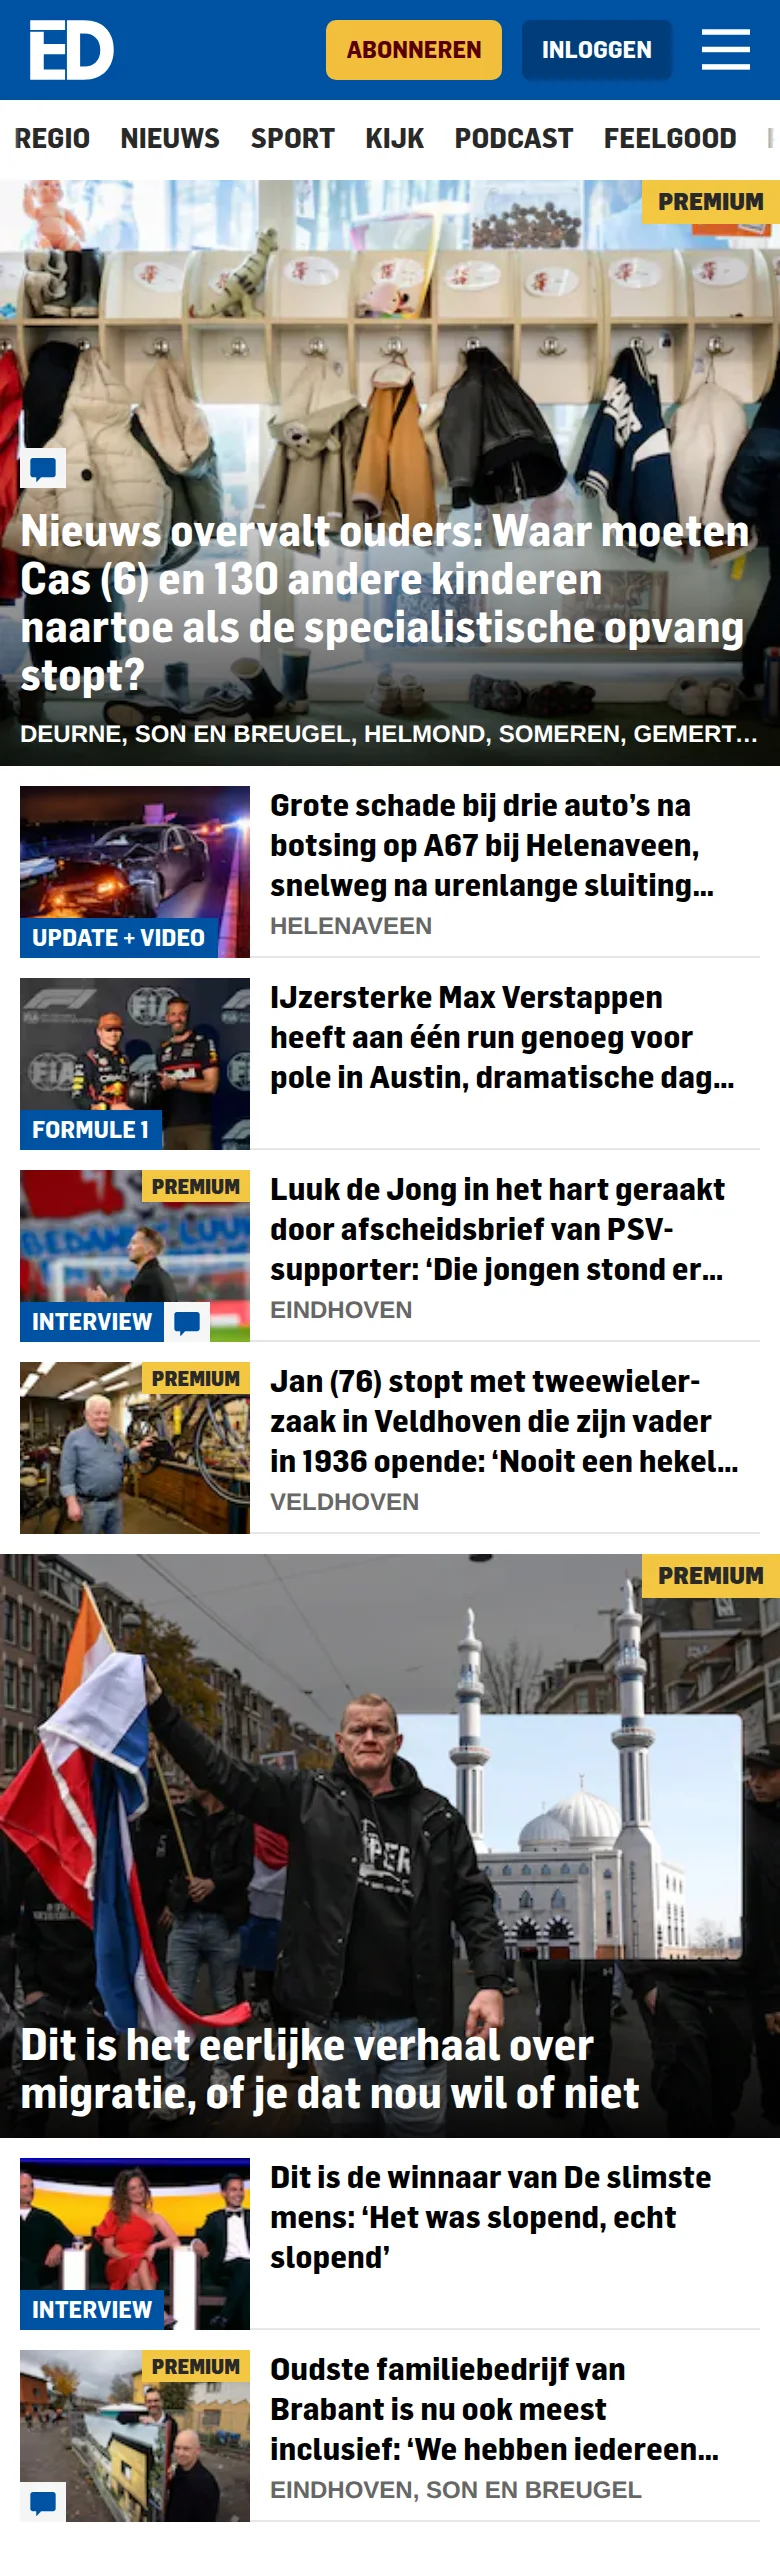 ED
ABONNEREN
INLOGGEN
REGIO NIEUWS SPORT KIJK PODCAST FEELGOOD
PREMIUM
Nieuws overvalt ouders: Waar moeten
Cas (6) en 130 andere kinderen
naartoe als de specialistische opvang
stopt?
DEURNE, SON EN BREUGEL, HELMOND, SOMEREN, GEMERT…
UPDATE + VIDEO
Grote schade bij drie auto’s na
botsing op A67 bij Helenaveen,
snelweg na urenlange sluiting…
HELENAVEEN
FIA
FORMULE 1
IJzersterke Max Verstappen
heeft aan één run genoeg voor
pole in Austin, dramatische dag…
PREMIUM
BEDANKT LUUK
INTERVIEW
Luuk de Jong in het hart geraakt
door afscheidsbrief van PSV-
supporter: ‘Die jongen stond er…
EINDHOVEN
PREMIUM
Jan (76) stopt met tweewieler-
zaak in Veldhoven die zijn vader
in 1936 opende: ‘Nooit een hekel…
VELDHOVEN
PREMIUM
Dit is het eerlijke verhaal over
migratie, of je dat nou wil of niet
INTERVIEW
Dit is de winnaar van De slimste
mens: ‘Het was slopend, echt
slopend’
PREMIUM
Oudste familiebedrijf van
Brabant is nu ook meest
inclusief: ‘We hebben iedereen…
EINDHOVEN, SON EN BREUGEL